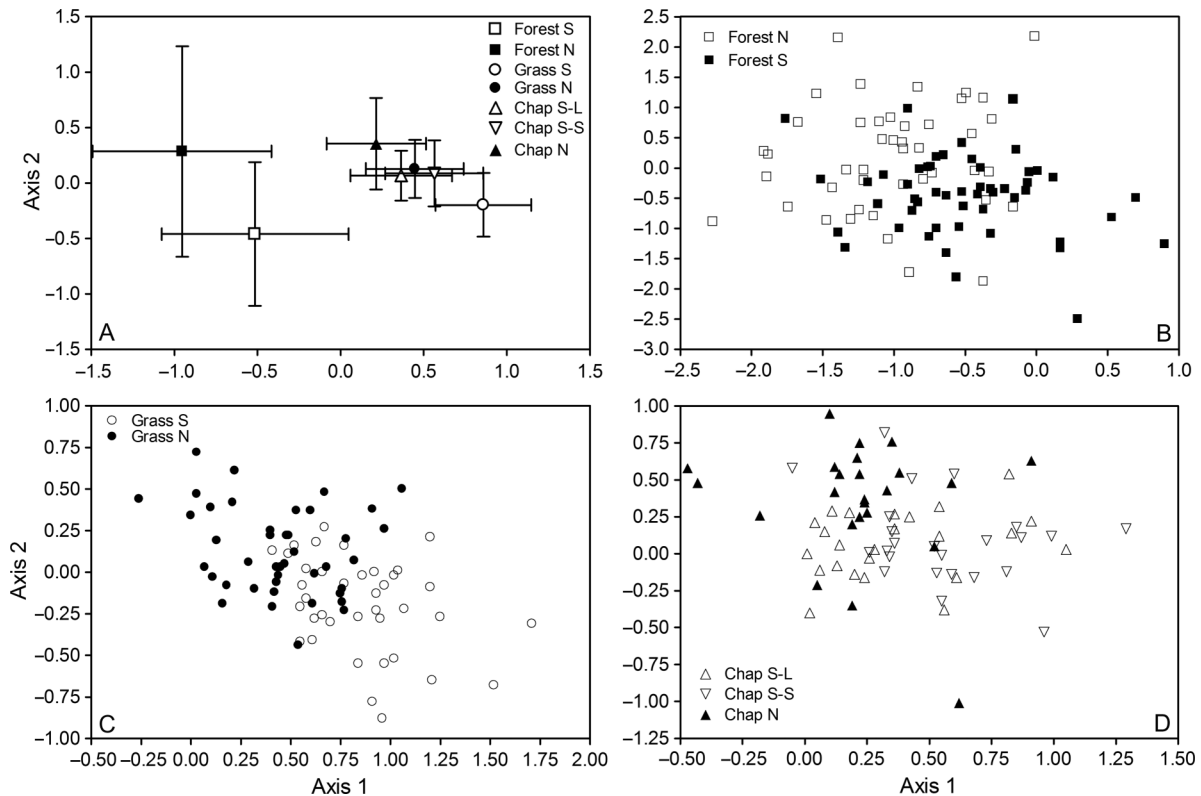 1.5
1.0
0.5
0.0
–0.5
–1.0
–1.5
Axis 2
Forest S
Forest N
Grass S
Grass N
Chap S-L
Chap S-S
Chap N
A
–1.5 –1.0 –0.5 0.0 0.5 1.0 1.5
2.5
2.0
1.5
1.0
0.5
0.0
–0.5
–1.0
–1.5
–2.0
–2.5
–3.0
Forest N
Forest S
B
–2.5 –2.0 –1.5 –1.0 –0.5 0.0 0.5 1.0
1.00
0.75
0.50
0.25
0.00
–0.25
–0.50
–0.75
–1.00
Axis 2
Grass S
Grass N
C
–0.50 –0.25 0.00 0.25 0.50 0.75 1.00 1.25 1.50 1.75 2.00
Axis 1
1.00
0.75
0.50
0.25
0.00
–0.25
–0.50
–0.75
–1.00
–1.25
Chap S-L
Chap S-S
Chap N
D
–0.50 –0.25 0.00 0.25 0.50 0.75 1.00 1.25 1.50
Axis 1